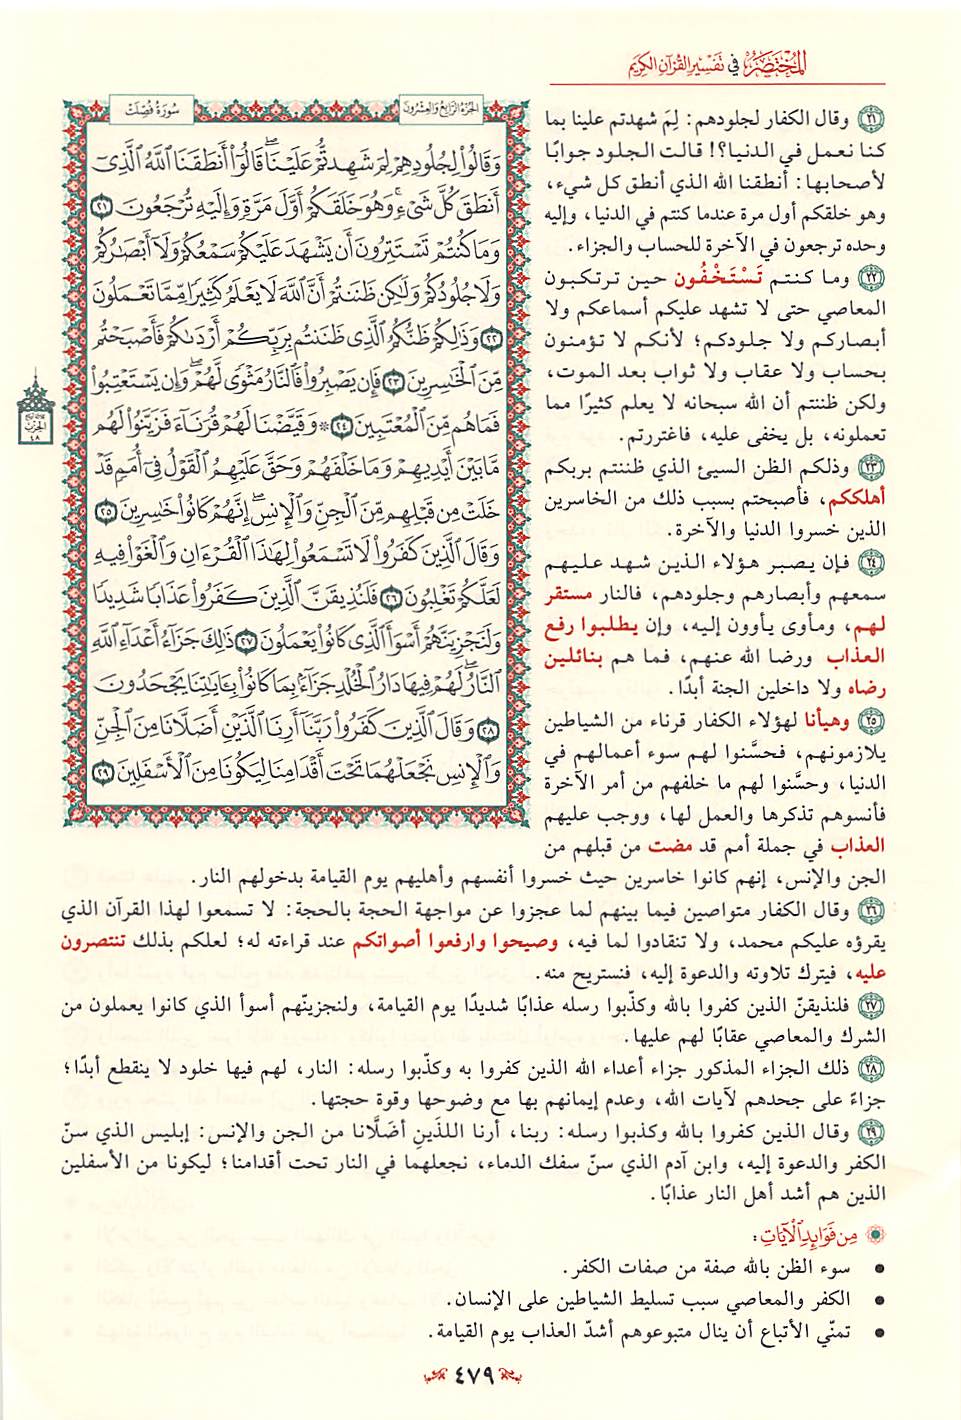 المختصر في تفسير القرآن الكريم
سورة فصلت
الجزء الرابع والعشرون
وَقَالُوا۟ لِجُلُودِهِمْ لِمَ شَهِدتُّمْ عَلَيْنَا ۖ قَالُوٓا۟ أَنطَقَنَا ٱللَّهُ ٱلَّذِىٓ
أَنطَقَ كُلَّ شَىْءٍ ۚ وَهُوَ خَلَقَكُمْ أَوَّلَ مَرَّةٍ وَإِلَيْهِ تُرْجَعُونَ ٢١
وَمَا كُنتُمْ تَسْتَتِرُونَ أَن يَشْهَدَ عَلَيْكُمْ سَمْعُكُمْ وَلَآ أَبْصَـٰرُكُمْ
وَلَا جُلُودُكُمْ وَلَـٰكِن ظَنَنتُمْ أَنَّ ٱللَّهَ لَا يَعْلَمُ كَثِيرًا مِّمَّا تَعْمَلُونَ
٢٢ وَذَٰلِكُمْ ظَنُّكُمُ ٱلَّذِى ظَنَنتُم بِرَبِّكُمْ أَرْدَىٰكُمْ فَأَصْبَحْتُم
مِّنَ ٱلْخَـٰسِرِينَ ٢٣ فَإِن يَصْبِرُوا۟ فَٱلنَّارُ مَثْوًى لَّهُمْ ۖ وَإِن يَسْتَعْتِبُوا۟
فَمَا هُم مِّنَ ٱلْمُعْتَبِينَ ٢٤ ۞ وَقَيَّضْنَا لَهُمْ قُرَنَآءَ فَزَيَّنُوا۟ لَهُم
مَّا بَيْنَ أَيْدِيهِمْ وَمَا خَلْفَهُمْ وَحَقَّ عَلَيْهِمُ ٱلْقَوْلُ فِىٓ أُمَمٍ قَدْ
خَلَتْ مِن قَبْلِهِم مِّنَ ٱلْجِنِّ وَٱلْإِنسِ ۖ إِنَّهُمْ كَانُوا۟ خَـٰسِرِينَ ٢٥
وَقَالَ ٱلَّذِينَ كَفَرُوا۟ لَا تَسْمَعُوا۟ لِهَـٰذَا ٱلْقُرْءَانِ وَٱلْغَوْا۟ فِيهِ
لَعَلَّكُمْ تَغْلِبُونَ ٢٦ فَلَنُذِيقَنَّ ٱلَّذِينَ كَفَرُوا۟ عَذَابًا شَدِيدًا
وَلَنَجْزِيَنَّهُمْ أَسْوَأَ ٱلَّذِى كَانُوا۟ يَعْمَلُونَ ٢٧ ذَٰلِكَ جَزَآءُ أَعْدَآءِ ٱللَّهِ
ٱلنَّارُ ۖ لَهُمْ فِيهَا دَارُ ٱلْخُلْدِ جَزَآءًۢ بِمَا كَانُوا۟ بِـَٔايَـٰتِنَا يَجْحَدُونَ
٢٨ وَقَالَ ٱلَّذِينَ كَفَرُوا۟ رَبَّنَآ أَرِنَا ٱلَّذَيْنِ أَضَلَّانَا مِنَ ٱلْجِنِّ
وَٱلْإِنسِ نَجْعَلْهُمَا تَحْتَ أَقْدَامِنَا لِيَكُونَا مِنَ ٱلْأَسْفَلِينَ ٢٩
الحزب
٤٨
٢١ وقال الكفار لجلودهم: لِمَ شهدتم علينا بما
كنا نعمل في الدنيا؟! قالت الجلود جوابًا
لأصحابها: أنطقنا الله الذي أنطق كل شيء،
وهو خلقكم أول مرة عندما كنتم في الدنيا، وإليه
وحده ترجعون في الآخرة للحساب والجزاء.
٢٢ وما كنتم تَسْتَخْفُون حين ترتكبون
المعاصي حتى لا تشهد عليكم أسماعكم ولا
أبصاركم ولا جلودكم؛ لأنكم لا تؤمنون
بحساب ولا عقاب ولا ثواب بعد الموت،
ولكن ظننتم أن الله سبحانه لا يعلم كثيرًا مما
تعملونه، بل يخفى عليه، فاغتررتم.
٢٣ وذلكم الظن السيئ الذي ظننتم بربكم
أهلككم، فأصبحتم بسبب ذلك من الخاسرين
الذين خسروا الدنيا والآخرة.
٢٤ فإن يصبر هؤلاء الذين شهد عليهم
سمعهم وأبصارهم وجلودهم، فالنار مستقر
لهم، ومأوى يأوون إليه، وإن يطلبوا رفع
العذاب ورضا الله عنهم، فما هم بنائلين
رضاه ولا داخلين الجنة أبدًا.
٢٥ وهيأنا لهؤلاء الكفار قرناء من الشياطين
يلازمونهم، فحسَّنوا لهم سوء أعمالهم في
الدنيا، وحسَّنوا لهم ما خلفهم من أمر الآخرة
فأنسوهم تذكرها والعمل لها، ووجب عليهم
العذاب في جملة أمم قد مضت من قبلهم من
الجن والإنس، إنهم كانوا خاسرين حيث خسروا أنفسهم وأهليهم يوم القيامة بدخولهم النار.
٢٦ وقال الكفار متواصين فيما بينهم لما عجزوا عن مواجهة الحجة بالحجة: لا تسمعوا لهذا القرآن الذي
يقرؤه عليكم محمد، ولا تنقادوا لما فيه، وصيحوا وارفعوا أصواتكم عند قراءته له؛ لعلكم بذلك تنتصرون
عليه، فيترك تلاوته والدعوة إليه، فنستريح منه.
٢٧ فلنذيقنّ الذين كفروا بالله وكذّبوا رسله عذابًا شديدًا يوم القيامة، ولنجزينّهم أسوأ الذي كانوا يعملون من
الشرك والمعاصي عقابًا لهم عليها.
٢٨ ذلك الجزاء المذكور جزاء أعداء الله الذين كفروا به وكذّبوا رسله: النار، لهم فيها خلود لا ينقطع أبدًا؛
جزاءً على جحدهم لآيات الله، وعدم إيمانهم بها مع وضوحها وقوة حجتها.
٢٩ وقال الذين كفروا بالله وكذبوا رسله: ربنا، أرنا اللذَينِ أضَلَّانا من الجن والإنس: إبليس الذي سنّ
الكفر والدعوة إليه، وابن آدم الذي سنّ سفك الدماء، نجعلهما في النار تحت أقدامنا؛ ليكونا من الأسفلين
الذين هم أشد أهل النار عذابًا.
من فوائد الآيات:
• سوء الظن بالله صفة من صفات الكفر.
• الكفر والمعاصي سبب تسليط الشياطين على الإنسان.
• تمنّي الأتباع أن ينال متبوعوهم أشدّ العذاب يوم القيامة.
٤٧٩